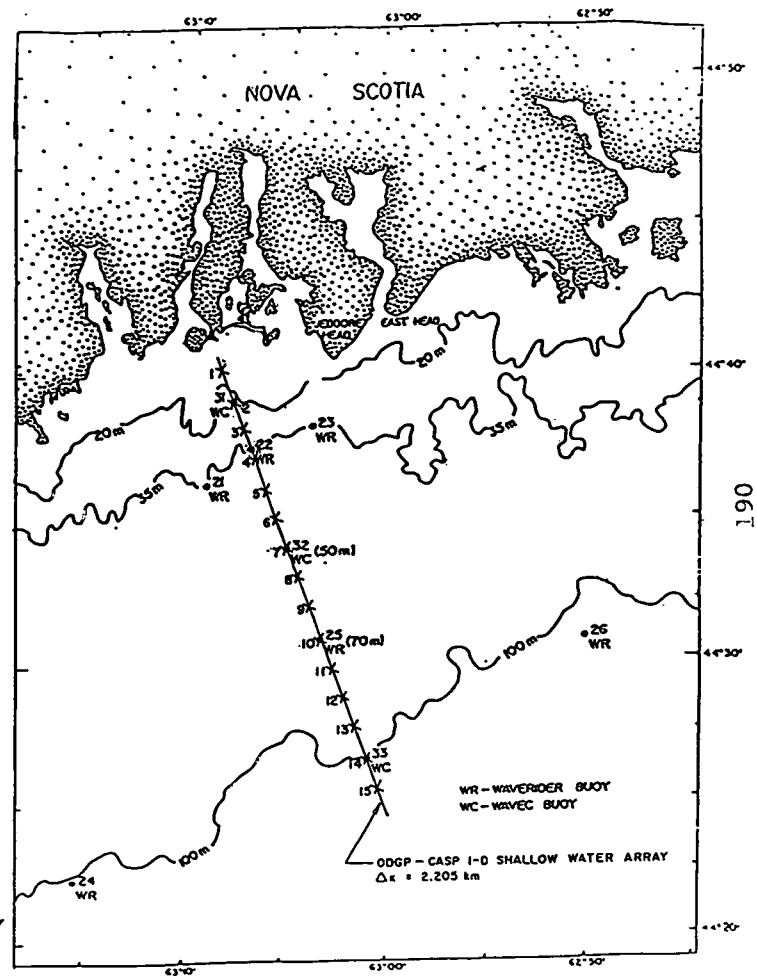 63°10'
63°00'
62°50'
44°50'
NOVA SCOTIA
JEDDORE HEAD
EAST HEAD
20m
44°40'
1
31
WC
2
20m
3
23
WR
35m
22
4
WR
21
WR
35m
5
6
190
7
32
WC
(50m)
8
9
26
WR
10
25
WR
(70m)
100m
44°30'
11
12
13
14
33
WC
15
WR-WAVERIDER BUOY
WC-WAVEC BUOY
100m
ODGP - CASP 1-D SHALLOW WATER ARRAY
Δx = 2.205 km
24
WR
44°20'
63°00'
62°50'